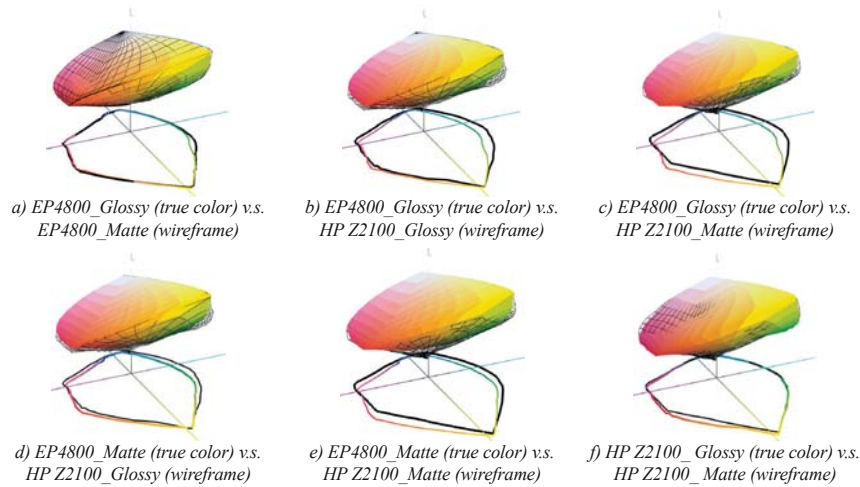 L
L
L
a) EP4800_Glossy (true color) v.s.
EP4800_Matte (wireframe)
b) EP4800_Glossy (true color) v.s.
HP Z2100_Glossy (wireframe)
c) EP4800_Glossy (true color) v.s.
HP Z2100_Matte (wireframe)
L
L
L
d) EP4800_Matte (true color) v.s.
HP Z2100_Glossy (wireframe)
e) EP4800_Matte (true color) v.s.
HP Z2100_Matte (wireframe)
f) HP Z2100_ Glossy (true color) v.s.
HP Z2100_ Matte (wireframe)